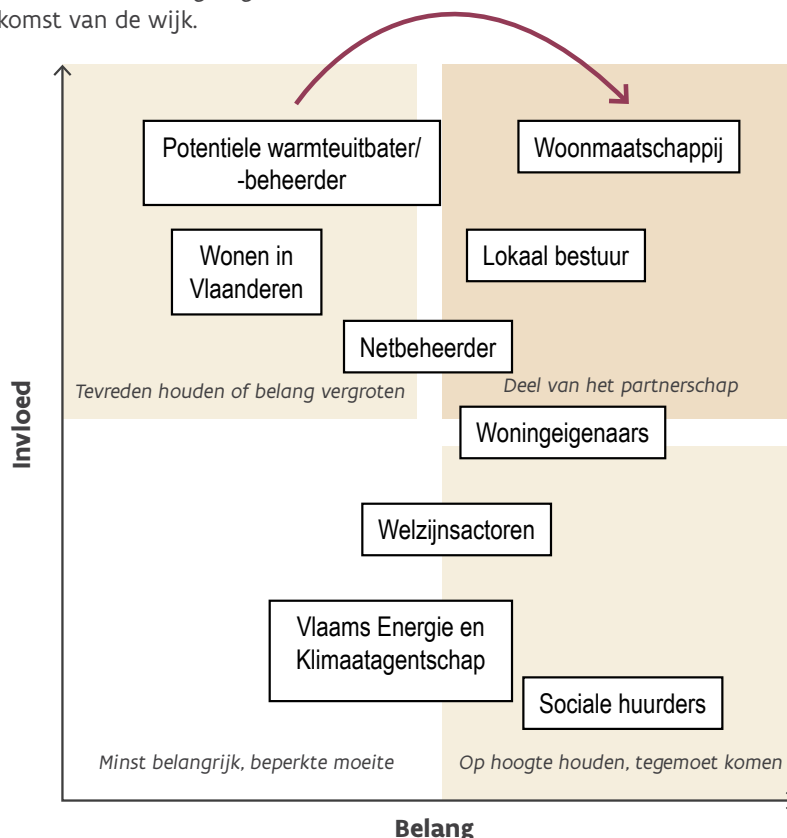 komst van de wijk.
Potentiele warmteuitbater/
-beheerder
Woonmaatschappij
Wonen in
Vlaanderen
Lokaal bestuur
Netbeheerder
Tevreden houden of belang vergroten
Deel van het partnerschap
Woningeigenaars
Invloed
Welzijnsactoren
Vlaams Energie en
Klimaatagentschap
Sociale huurders
Minst belangrijk, beperkte moeite
Op hoogte houden, tegemoet komen
Belang